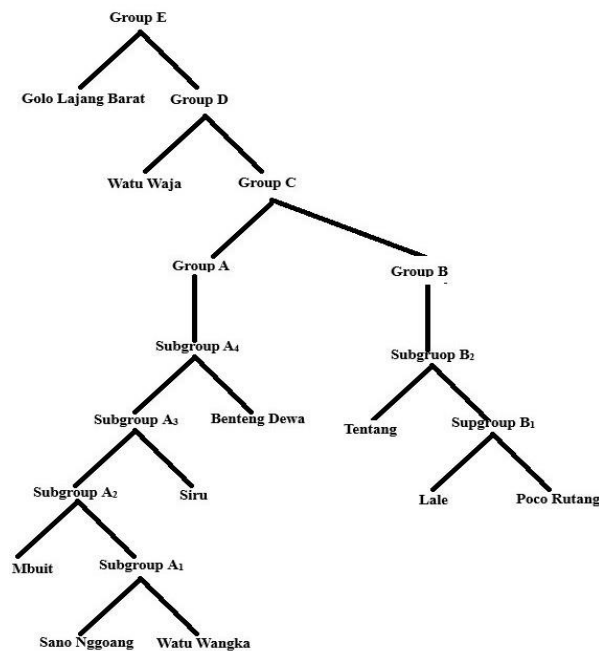 Group E
Golo Lajang Barat
Group D
Watu Waja
Group C
Group A
Group B
Subgroup A₄
Subgruop B₂
Subgroup A₃
Benteng Dewa
Tentang
Supgroup B₁
Subgroup A₂
Siru
Lale
Poco Rutang
Mbuit
Subgroup A₁
Sano Nggoang
Watu Wangka